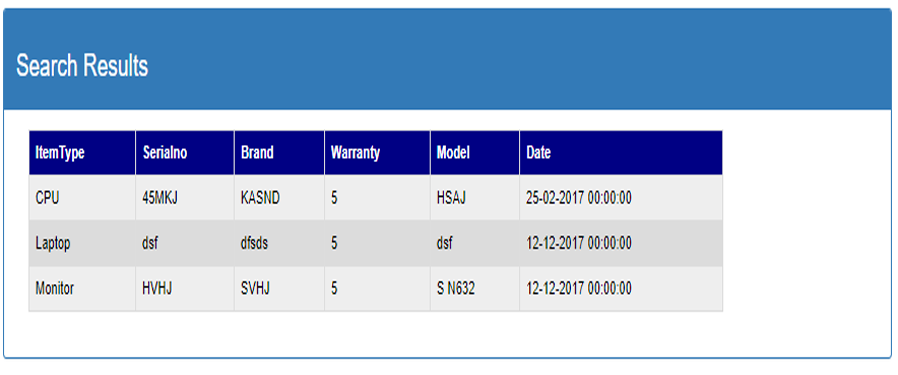 Search Results
ItemType Serialno Brand Warranty Model Date
CPU 45MKJ KASND 5 HSAJ 25-02-2017 00:00:00
Laptop dsf dfsds 5 dsf 12-12-2017 00:00:00
Monitor HVHJ SVHJ 5 S N632 12-12-2017 00:00:00